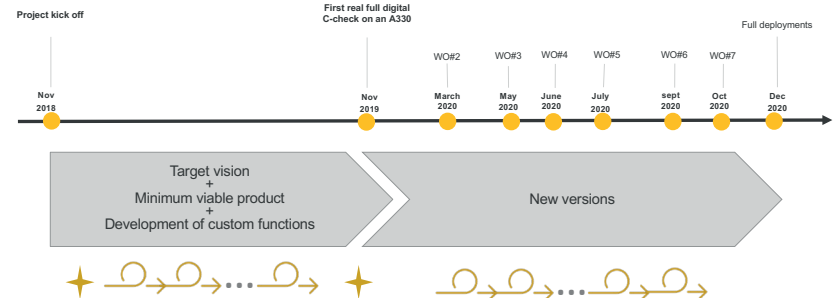 Project kick off
First real full digital
C-check on an A330
Full deployments
WO#2
WO#3
WO#4
WO#5
WO#6
WO#7
Nov
2018
Nov
2019
March
2020
May
2020
June
2020
July
2020
sept
2020
Oct
2020
Dec
2020
Target vision
+
Minimum viable product
+
Development of custom functions
New versions